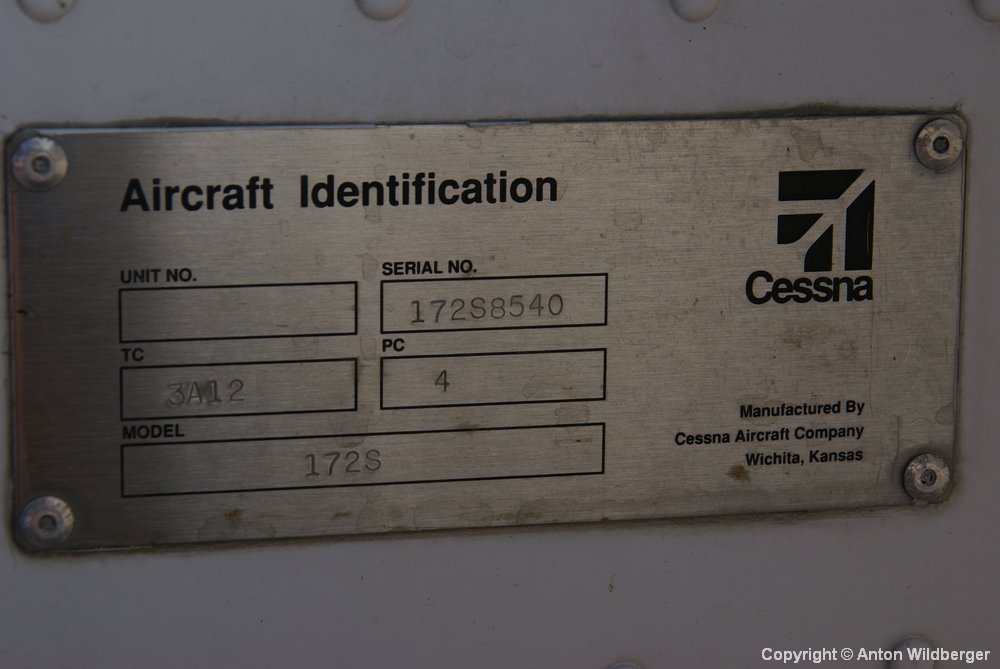 Aircraft Identification
Cessna
UNIT NO.
SERIAL NO.
172S8540
TC
3A12
PC
4
MODEL
172S
Manufactured By
Cessna Aircraft Company
Wichita, Kansas
Copyright © Anton Wildberger